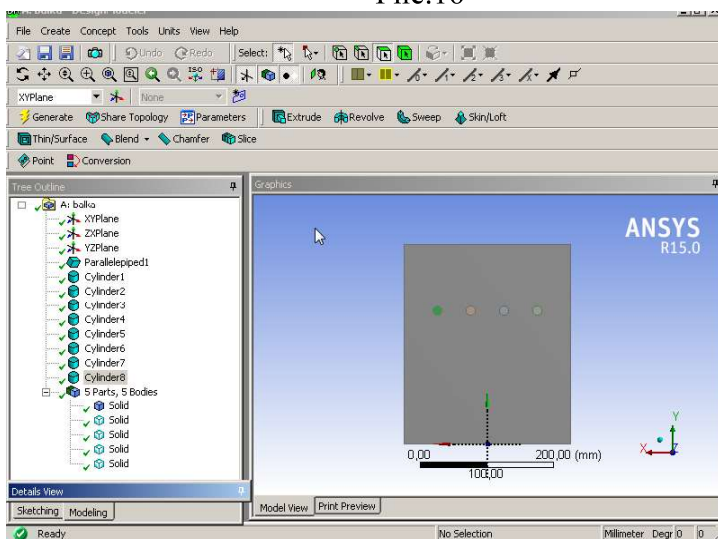 File Create Concept Tools Units View Help
Undo Redo Select:
ISO
XYPlane None
Generate Share Topology Parameters Extrude Revolve Sweep Skin/Loft
Thin/Surface Blend Chamfer Slice
Point Conversion
Tree Outline
A: balka
XYPlane
ZXPlane
YZPlane
Parallelepiped1
Cylinder1
Cylinder2
Cylinder3
Cylinder4
Cylinder5
Cylinder6
Cylinder7
Cylinder8
5 Parts, 5 Bodies
Solid
Solid
Solid
Solid
Solid
Details View
Sketching Modeling
Graphics
ANSYS
R15.0
Y
X
Z
0,00 200,00 (mm)
100,00
Model View Print Preview
Ready No Selection Millimeter Degr 0 0